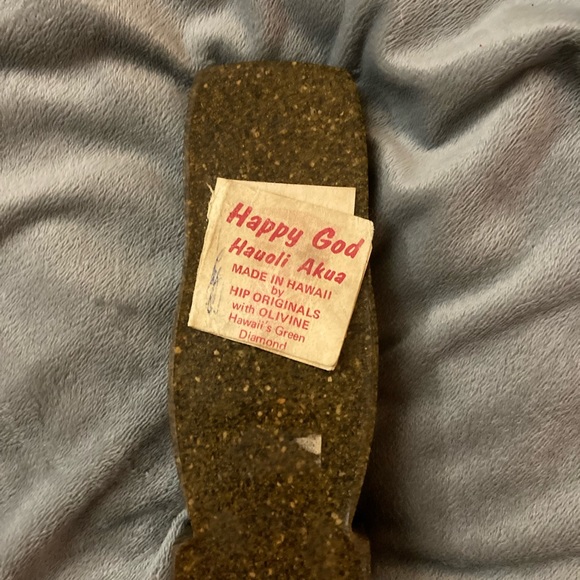 Happy God
Hauoli Akua
MADE IN HAWAII
by
HIP ORIGINALS
with OLIVINE
Hawaii's Green
Diamond